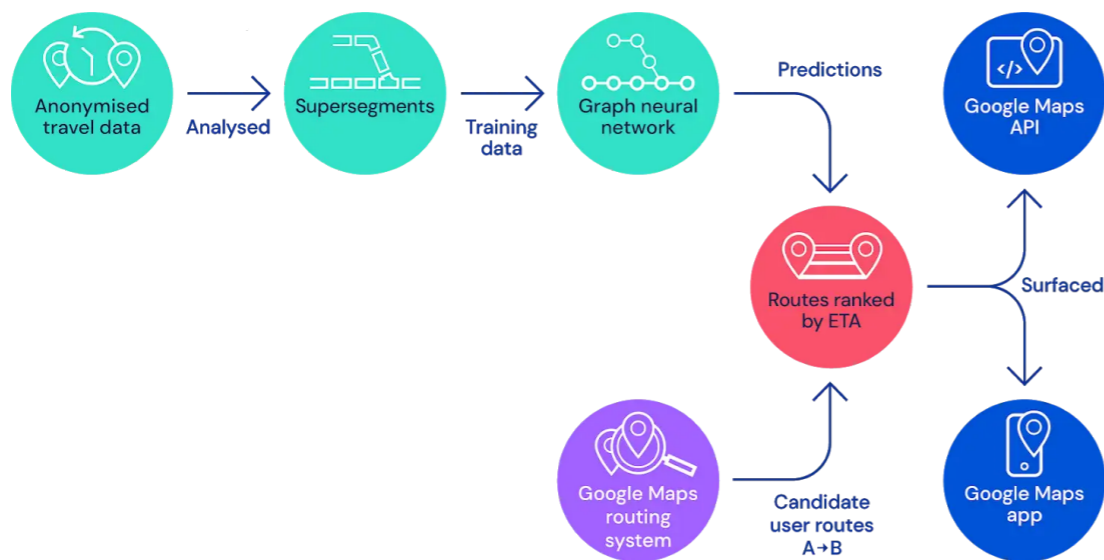 Anonymised
travel data
Analysed
Supersegments
Training
data
Graph neural
network
Predictions
</>
Google Maps
API
Routes ranked
by ETA
Surfaced
Google Maps
routing
system
Candidate
user routes
A→B
Google Maps
app